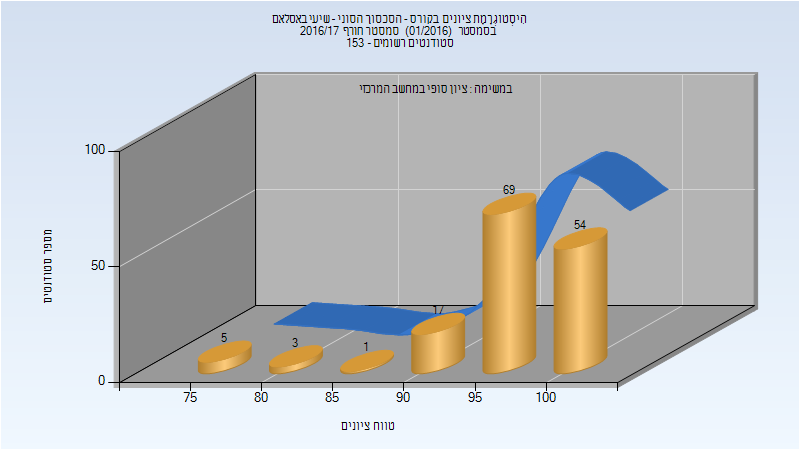 היסטוגרמת ציונים בקורס - הסכסוך הסוני - שיעי באסלאם
בסמסטר (01/2016) סמסטר חורף 2016/17
סטודנטים רשומים - 153
במשימה : ציון סופי במחשב המרכזי
100
50
0
מספר סטודנטים
5
3
1
17
69
54
75
80
85
90
95
100
טווח ציונים